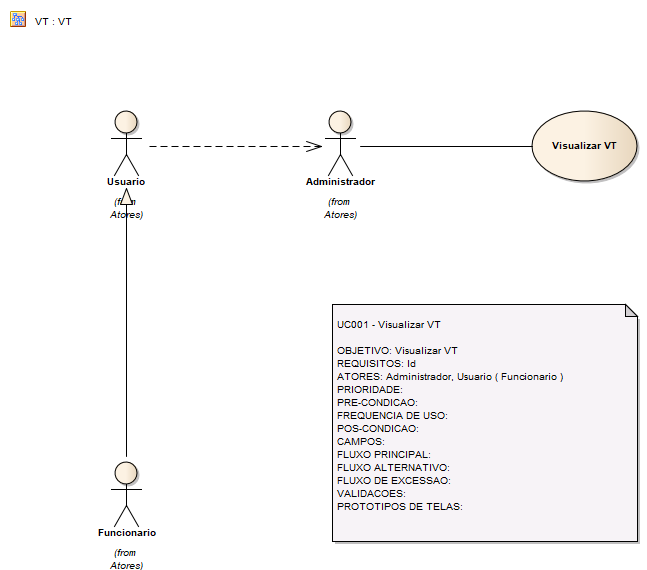 VT : VT
Usuario
(from
Atores)
Administrador
(from
Atores)
Visualizar VT
UC001 - Visualizar VT
OBJETIVO: Visualizar VT
REQUISITOS: Id
ATORES: Administrador, Usuario ( Funcionario )
PRIORIDADE:
PRE-CONDICAO:
FREQUENCIA DE USO:
POS-CONDICAO:
CAMPOS:
FLUXO PRINCIPAL:
FLUXO ALTERNATIVO:
FLUXO DE EXCESSAO:
VALIDACOES:
PROTOTIPOS DE TELAS:
Funcionario
(from
Atores)